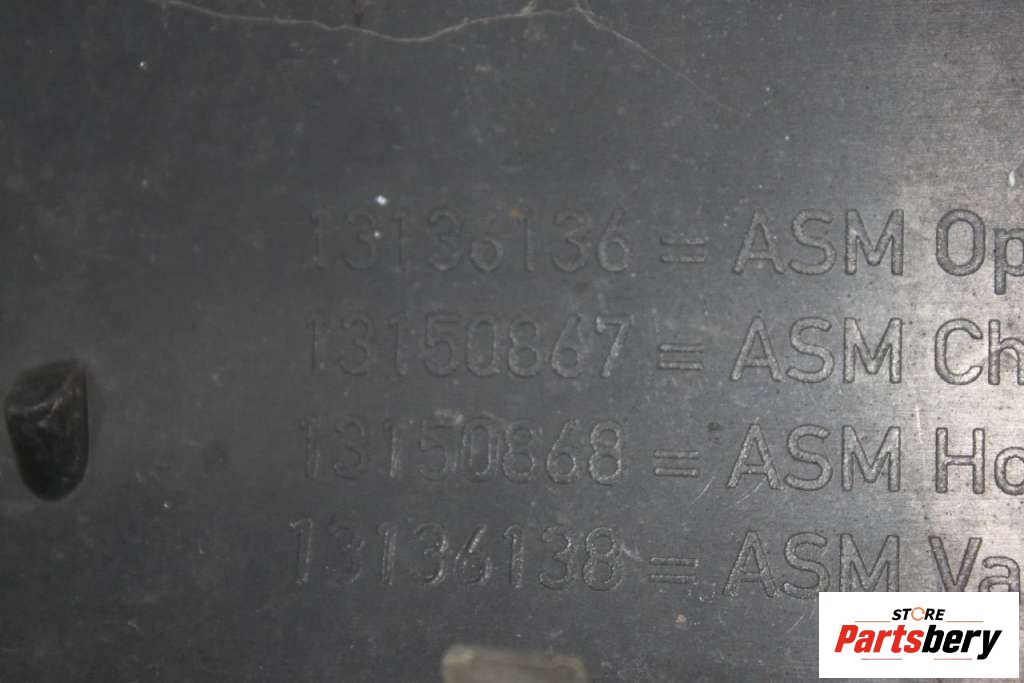 13136136 = ASM Op
13150867 = ASM Ch
13150868 = ASM Ho
13136138 = ASM Va
STORE
Partsbery